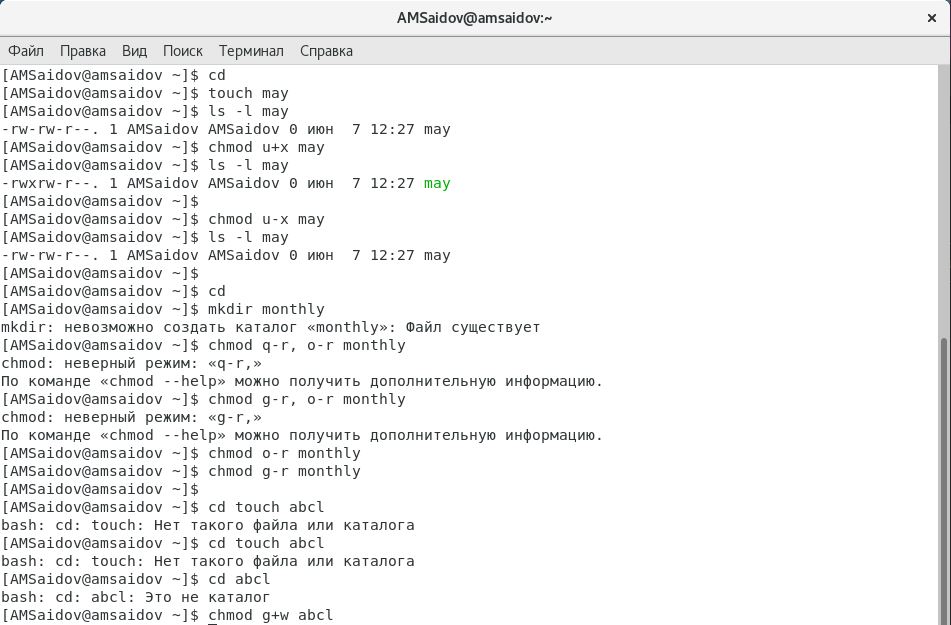 AMSaidov@amsaidov:~
Файл Правка Вид Поиск Терминал Справка
[AMSaidov@amsaidov ~]$ cd
[AMSaidov@amsaidov ~]$ touch may
[AMSaidov@amsaidov ~]$ ls -l may
-rw-rw-r--. 1 AMSaidov AMSaidov 0 июн  7 12:27 may
[AMSaidov@amsaidov ~]$ chmod u+x may
[AMSaidov@amsaidov ~]$ ls -l may
-rwxrw-r--. 1 AMSaidov AMSaidov 0 июн  7 12:27 may
[AMSaidov@amsaidov ~]$
[AMSaidov@amsaidov ~]$ chmod u-x may
[AMSaidov@amsaidov ~]$ ls -l may
-rw-rw-r--. 1 AMSaidov AMSaidov 0 июн  7 12:27 may
[AMSaidov@amsaidov ~]$
[AMSaidov@amsaidov ~]$ cd
[AMSaidov@amsaidov ~]$ mkdir monthly
mkdir: невозможно создать каталог «monthly»: Файл существует
[AMSaidov@amsaidov ~]$ chmod q-r, o-r monthly
chmod: неверный режим: «q-r,»
По команде «chmod --help» можно получить дополнительную информацию.
[AMSaidov@amsaidov ~]$ chmod g-r, o-r monthly
chmod: неверный режим: «g-r,»
По команде «chmod --help» можно получить дополнительную информацию.
[AMSaidov@amsaidov ~]$ chmod o-r monthly
[AMSaidov@amsaidov ~]$ chmod g-r monthly
[AMSaidov@amsaidov ~]$
[AMSaidov@amsaidov ~]$ cd touch abcl
bash: cd: touch: Нет такого файла или каталога
[AMSaidov@amsaidov ~]$ cd touch abcl
bash: cd: touch: Нет такого файла или каталога
[AMSaidov@amsaidov ~]$ cd abcl
bash: cd: abcl: Это не каталог
[AMSaidov@amsaidov ~]$ chmod g+w abcl